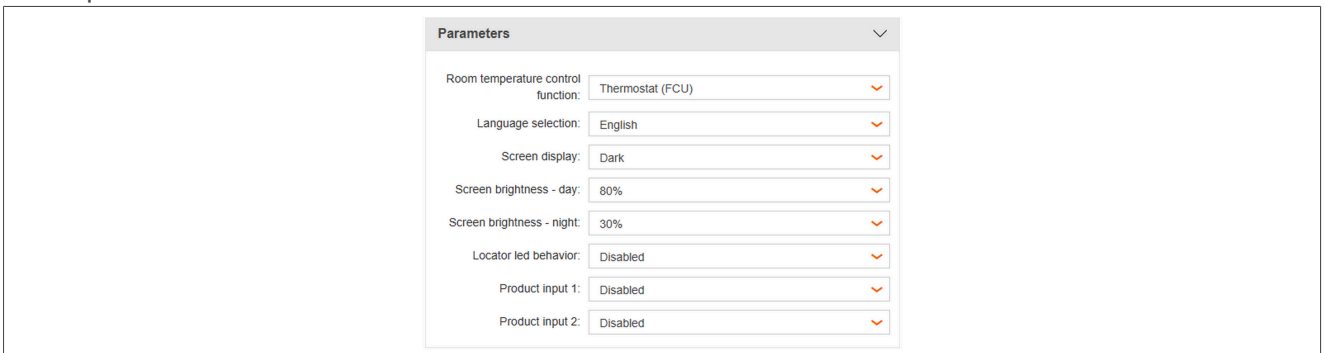 Parameters
Room temperature control
function:
Thermostat (FCU)
Language selection: English
Screen display: Dark
Screen brightness - day: 80%
Screen brightness - night: 30%
Locator led behavior: Disabled
Product input 1: Disabled
Product input 2: Disabled